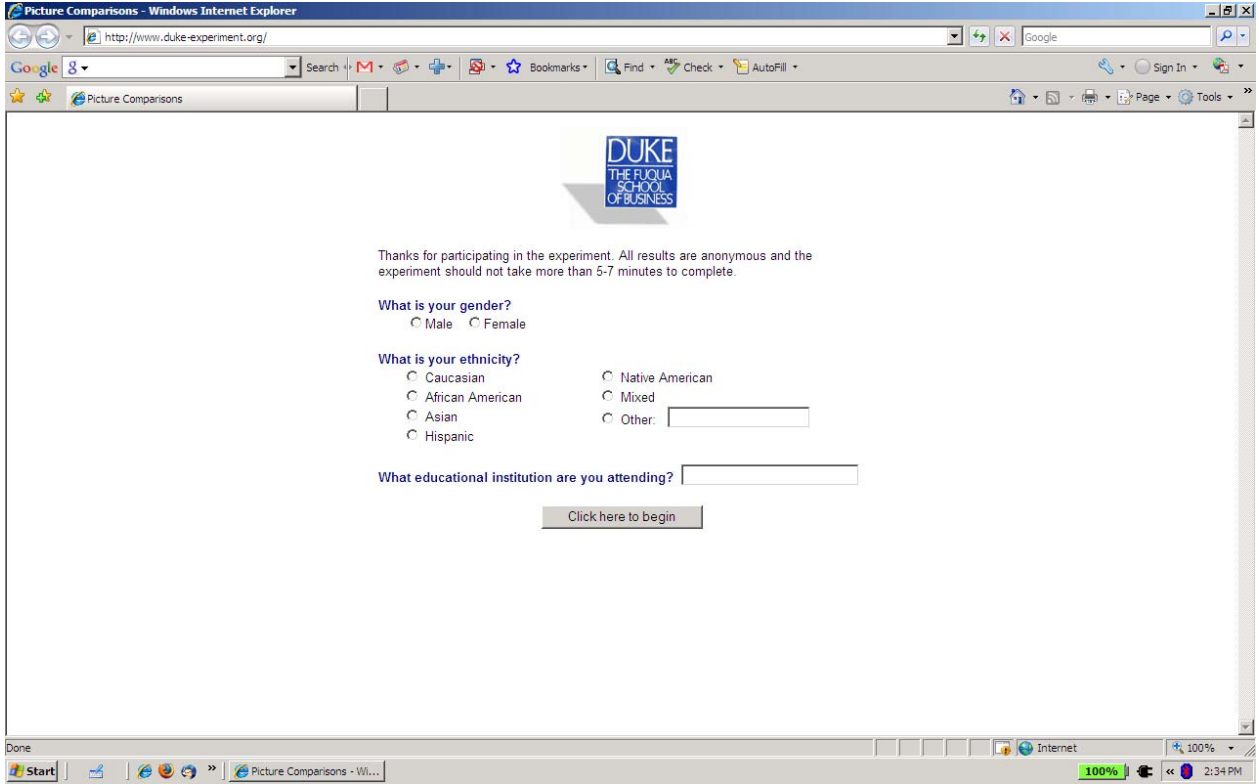 Picture Comparisons - Windows Internet Explorer
http://www.duke-experiment.org/
Google
Google
Search
Bookmarks
Find
Check
AutoFill
Sign In
Picture Comparisons
Page
Tools
DUKE
THE FUQUA
SCHOOL
OF BUSINESS
Thanks for participating in the experiment. All results are anonymous and the
experiment should not take more than 5-7 minutes to complete.
What is your gender?
Male Female
What is your ethnicity?
Caucasian Native American
African American Mixed
Asian Other:
Hispanic
What educational institution are you attending?
Click here to begin
Done
Internet
100%
Start
Picture Comparisons - Wi...
100%
2:34 PM